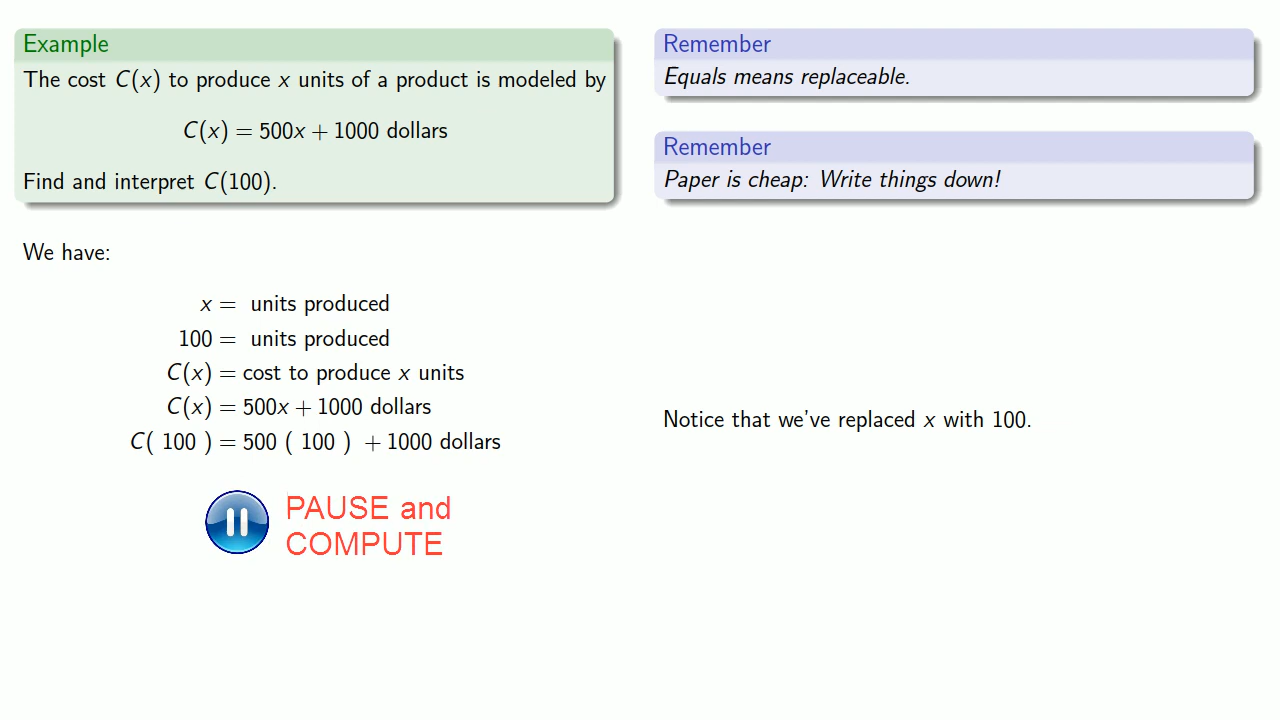 Example
The cost C(x) to produce x units of a product is modeled by
C(x) = 500x + 1000 dollars
Find and interpret C(100).
Remember
Equals means replaceable.
Remember
Paper is cheap: Write things down!
We have:
x = units produced
100 = units produced
C(x) = cost to produce x units
C(x) = 500x + 1000 dollars
C( 100 ) = 500 ( 100 ) + 1000 dollars
Notice that we've replaced x with 100.
PAUSE and
COMPUTE